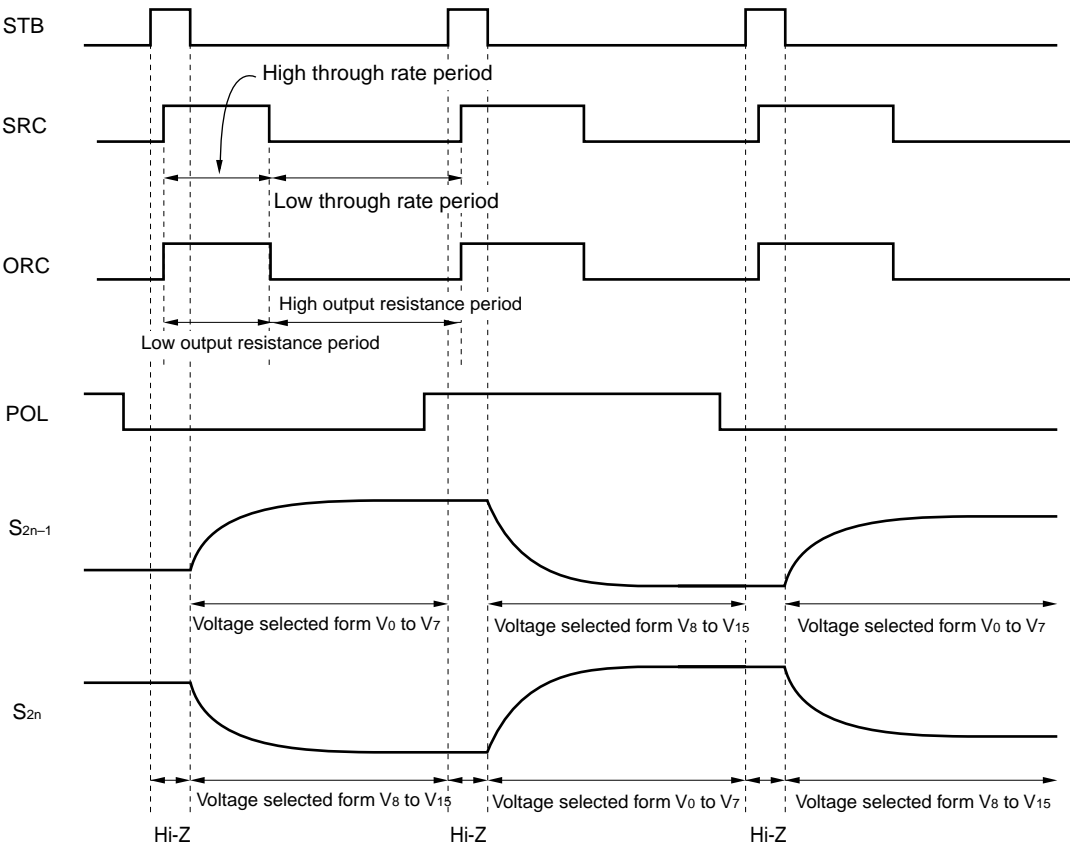 STB
High through rate period
SRC
Low through rate period
ORC
High output resistance period
Low output resistance period
POL
S2n–1
Voltage selected form V0 to V7
Voltage selected form V8 to V15
Voltage selected form V0 to V7
S2n
Voltage selected form V8 to V15
Voltage selected form V0 to V7
Voltage selected form V8 to V15
Hi-Z
Hi-Z
Hi-Z